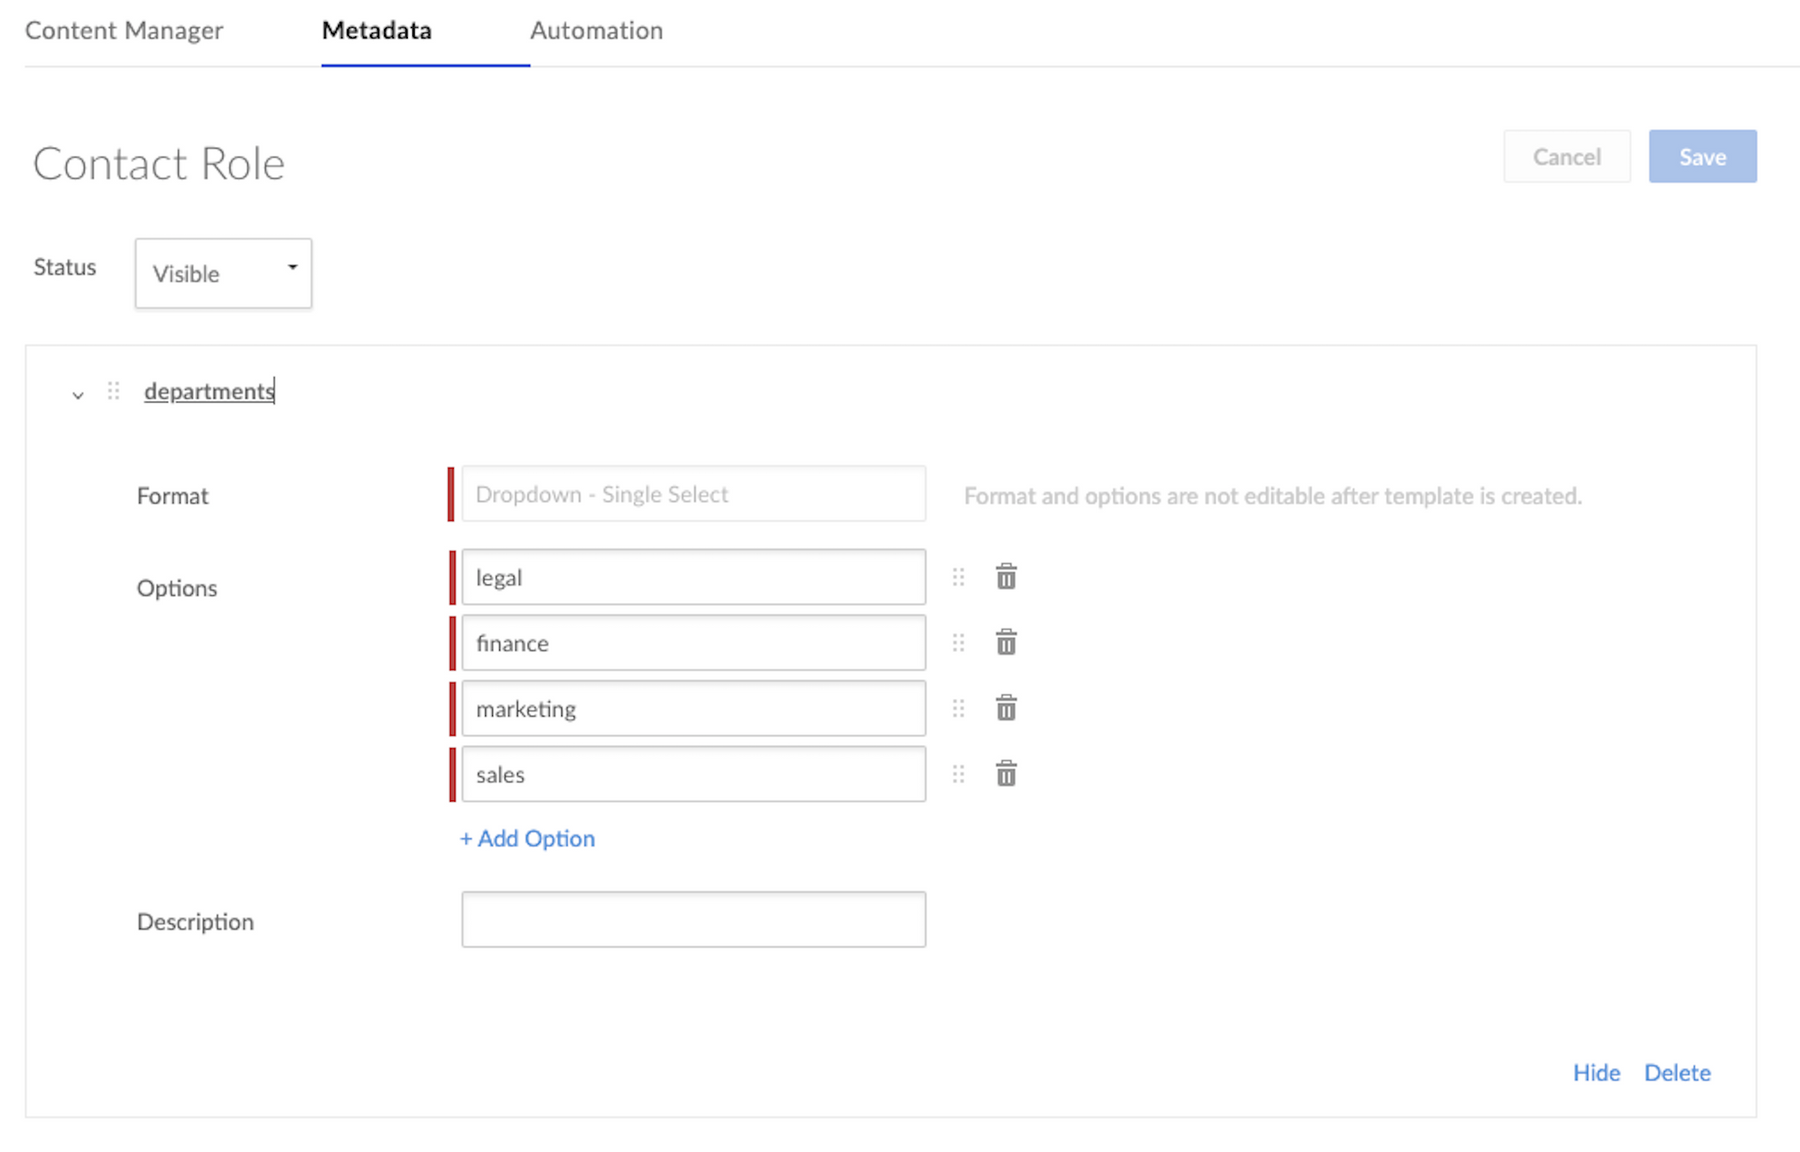 Content Manager Metadata Automation
Contact Role Cancel Save
Status Visible
departments
Format Dropdown - Single Select Format and options are not editable after template is created.
Options legal
finance
marketing
sales
+ Add Option
Description
Hide Delete